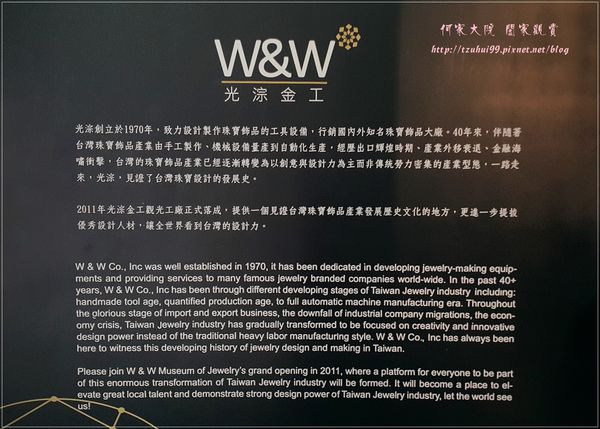 何家大院 闔家觀賞
http://tzuhui99.pixnet.net/blog
W&W
光淙金工
光淙創立於1970年，致力設計製作珠寶飾品的工具設備，行銷國內外知名珠寶飾品大廠。40年來，伴隨著
台灣珠寶飾品產業由手工製作、機械設備量產到自動化生產，經歷出口輝煌時期、產業外移衰退、金融海
嘯衝擊，台灣的珠寶飾品產業已經逐漸轉變為以創意與設計力為主而非傳統勞力密集的產業型態，一路走
來，光淙，見證了台灣珠寶設計的發展史。
2011年光淙金工觀光工廠正式落成，提供一個見證台灣珠寶飾品產業發展歷史文化的地方，更進一步提拔
優秀設計人材，讓全世界看到台灣的設計力。
W & W Co., Inc was well established in 1970, it has been dedicated in developing jewelry-making equip-
ments and providing services to many famous jewelry branded companies world-wide. In the past 40+
years, W & W Co., Inc has been through different developing stages of Taiwan Jewelry industry including:
handmade tool age, quantified production age, to full automatic machine manufacturing era. Throughout
the glorious stage of import and export business, the downfall of industrial company migrations, the econ-
omy crisis, Taiwan Jewelry industry has gradually transformed to be focused on creativity and innovative
design power instead of the traditional heavy labor manufacturing style. W & W Co., Inc has always been
here to witness this developing history of jewelry design and making in Taiwan.
Please join W & W Museum of Jewelry's grand opening in 2011, where a platform for everyone to be part
of this enormous transformation of Taiwan Jewelry industry will be formed. It will become a place to el-
evate great local talent and demonstrate strong design power of Taiwan Jewelry industry, let the world see
us!